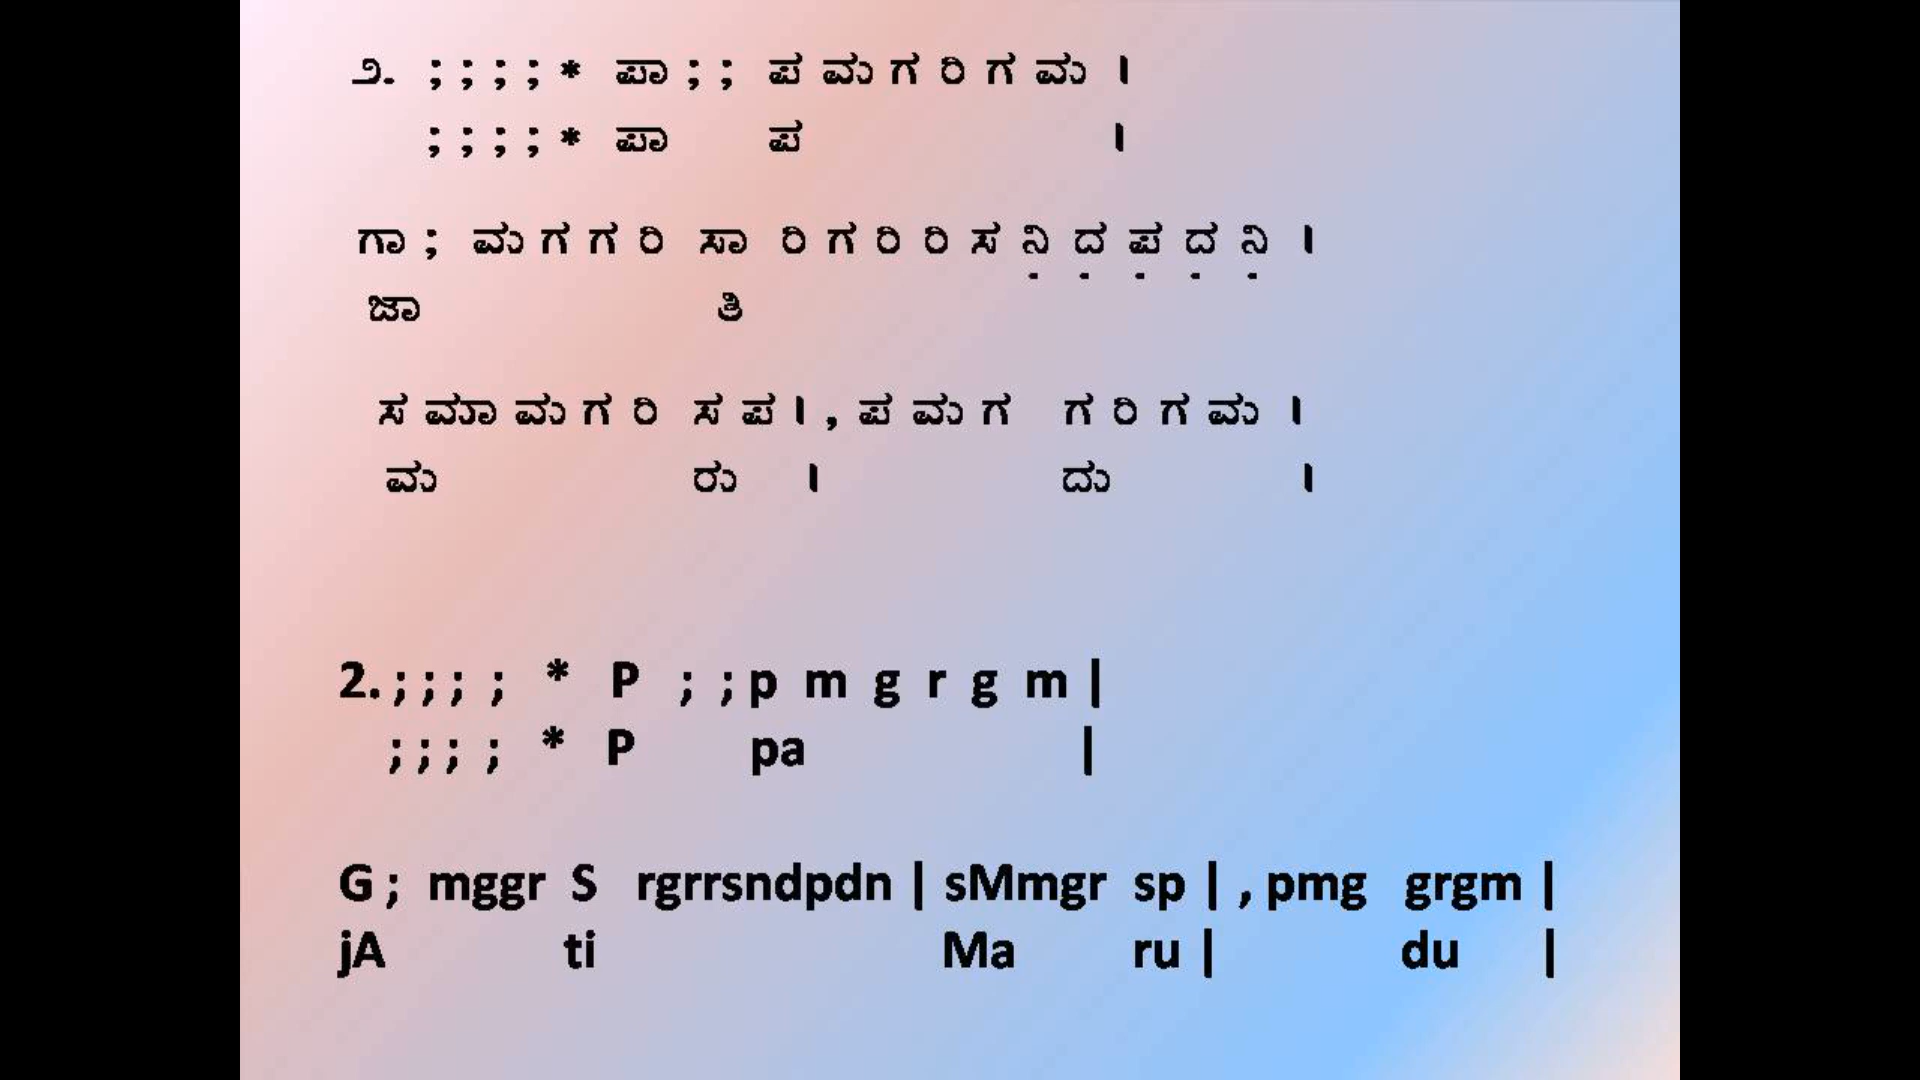 ೨. ; ; ; ; * ಪಾ ; ; ಪ ಮ ಗ ರಿ ಗ ಮ |
; ; ; ; * ಪಾ ಪ |
ಗಾ ; ಮ ಗ ಗ ರಿ ಸಾ ರಿ ಗ ರಿ ರಿ ಸ ನಿ̣ ದ̣ ಪ̣ ದ̣ ನಿ̣ |
ಜಾ ತಿ
ಸ ಮಾ ಮ ಗ ರಿ ಸ ಪ | , ಪ ಮ ಗ ಗ ರಿ ಗ ಮ |
ಮ ರು | ದು |
2. ; ; ; ; * P ; ; p m g r g m |
; ; ; ; * P pa |
G ; mggr S rgrrsndpdn | sMmgr sp | , pmg grgm |
jA ti Ma ru | du |